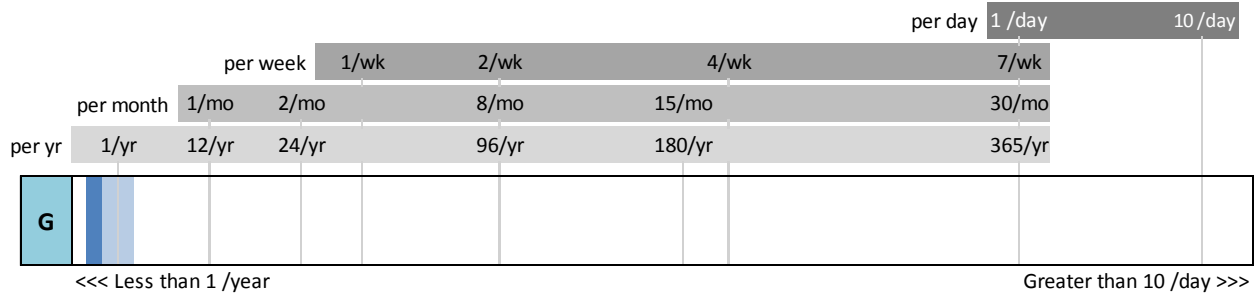 per day 1 /day 10 /day
per week 1/wk 2/wk 4/wk 7/wk
per month 1/mo 2/mo 8/mo 15/mo 30/mo
per yr 1/yr 12/yr 24/yr 96/yr 180/yr 365/yr
G
<<< Less than 1 /year Greater than 10 /day >>>